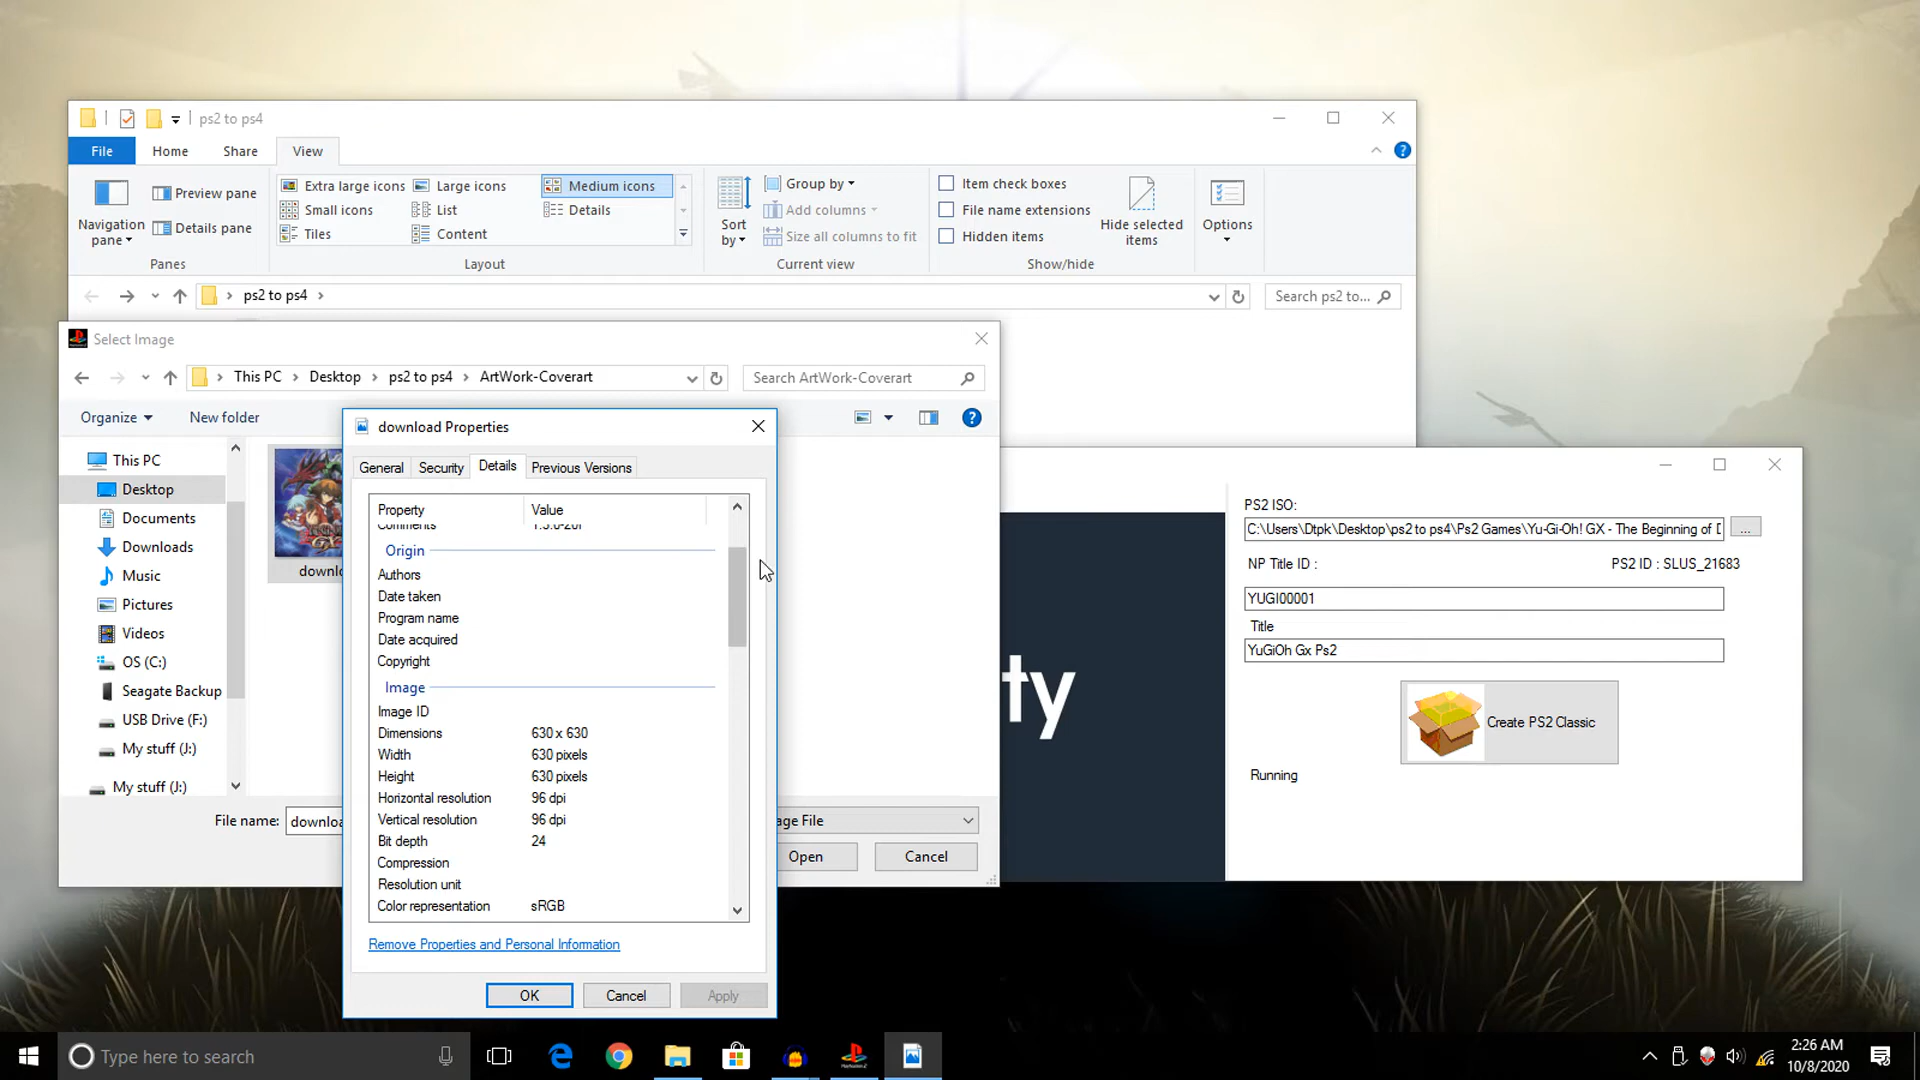 ps2 to ps4
File Home Share View
Navigation pane
Preview pane
Details pane
Panes
Extra large icons Large icons Medium icons
Small icons List Details
Tiles Content
Layout
Sort by
Group by
Add columns
Size all columns to fit
Current view
Item check boxes
File name extensions
Hidden items
Hide selected items
Show/hide
Options
ps2 to ps4
Search ps2 to...
Select Image
This PC Desktop ps2 to ps4 ArtWork-Coverart
Search ArtWork-Coverart
Organize New folder
This PC
Desktop
Documents
Downloads
Music
Pictures
Videos
OS (C:)
Seagate Backup
USB Drive (F:)
My stuff (J:)
My stuff (J:)
downlo
File name: downloa
age File
Open Cancel
download Properties
General Security Details Previous Versions
Property Value
Comments 1.5.0-20r
Origin
Authors
Date taken
Program name
Date acquired
Copyright
Image
Image ID
Dimensions 630 x 630
Width 630 pixels
Height 630 pixels
Horizontal resolution 96 dpi
Vertical resolution 96 dpi
Bit depth 24
Compression
Resolution unit
Color representation sRGB
Remove Properties and Personal Information
OK Cancel Apply
ty
PS2 ISO:
C:\Users\Dtpk\Desktop\ps2 to ps4\Ps2 Games\Yu-Gi-Oh! GX - The Beginning of D
...
NP Title ID : PS2 ID : SLUS_21683
YUGI00001
Title
YuGiOh Gx Ps2
Create PS2 Classic
Running
Type here to search
2:26 AM
10/8/2020